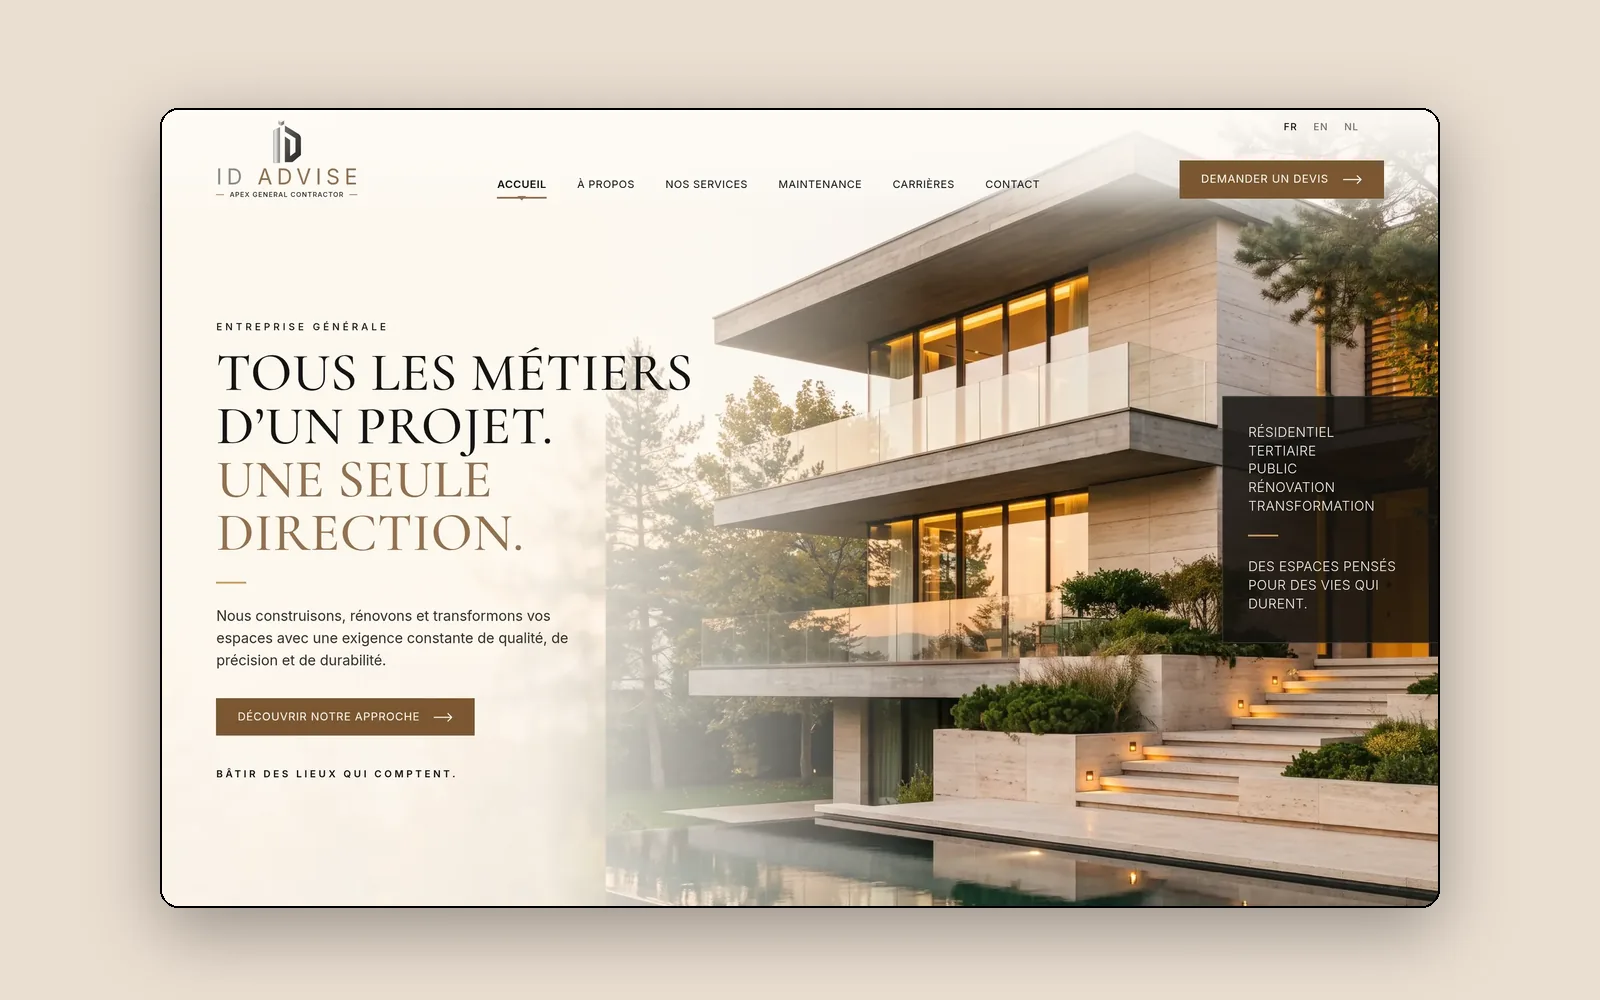 FR EN NL
ID ADVISE
APEX GENERAL CONTRACTOR
ACCUEIL À PROPOS NOS SERVICES MAINTENANCE CARRIÈRES CONTACT
DEMANDER UN DEVIS
ENTREPRISE GÉNÉRALE
TOUS LES MÉTIERS
D’UN PROJET.
UNE SEULE
DIRECTION.
Nous construisons, rénovons et transformons vos
espaces avec une exigence constante de qualité, de
précision et de durabilité.
DÉCOUVRIR NOTRE APPROCHE
BÂTIR DES LIEUX QUI COMPTENT.
RÉSIDENTIEL
TERTIAIRE
PUBLIC
RÉNOVATION
TRANSFORMATION
DES ESPACES PENSÉS
POUR DES VIES QUI
DURENT.